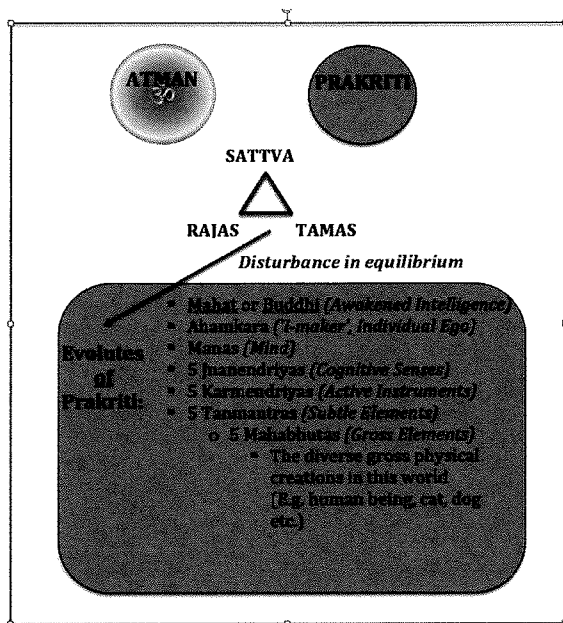 ATMAN
ॐ
PRAKRITI
SATTVA
RAJAS TAMAS
Disturbance in equilibrium
Evolutes
of
Prakriti:
▪ Mahat or Buddhi (Awakened Intelligence)
▪ Ahamkara ('I-maker', Individual Ego)
▪ Manas (Mind)
▪ 5 Jnanendriyas (Cognitive Senses)
▪ 5 Karmendriyas (Active Instruments)
▪ 5 Tanmantras (Subtle Elements)
o 5 Mahabhutas (Gross Elements)
▪ The diverse gross physical
creations in this world
(E.g. human being, cat, dog
etc.)